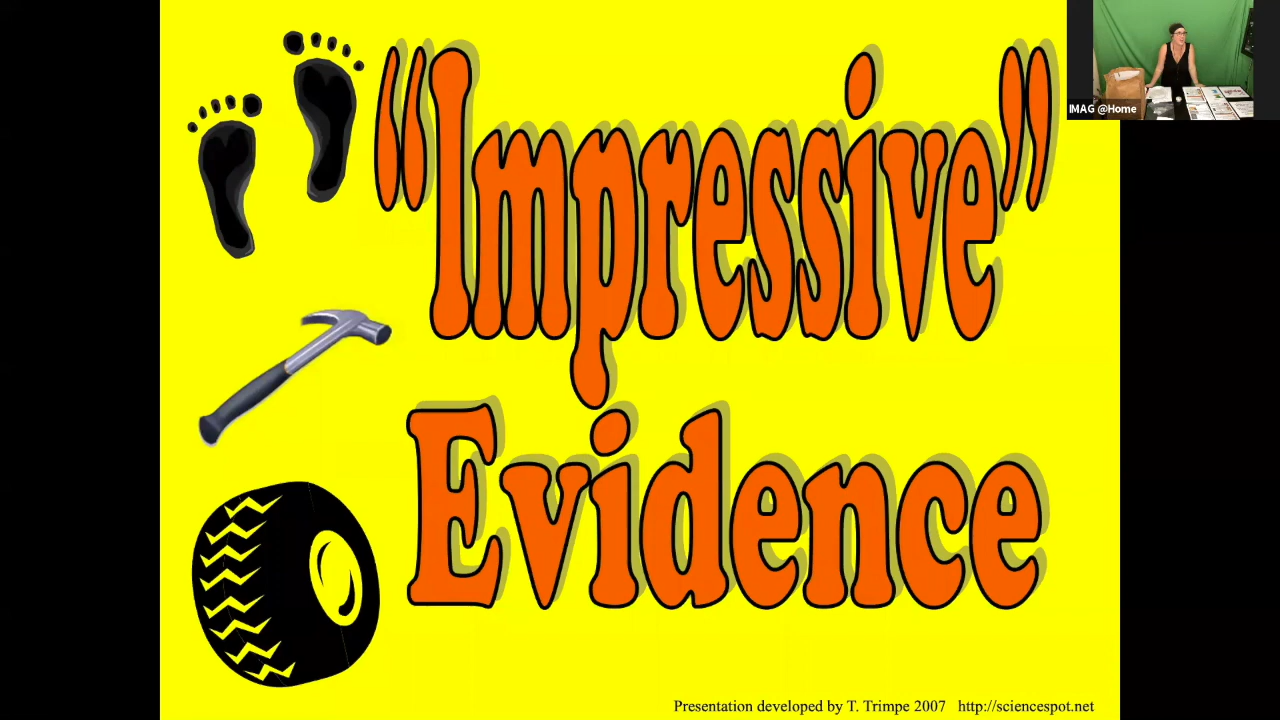 “Impressive”
Evidence
IMAG @Home
Presentation developed by T. Trimpe 2007 http://sciencespot.net